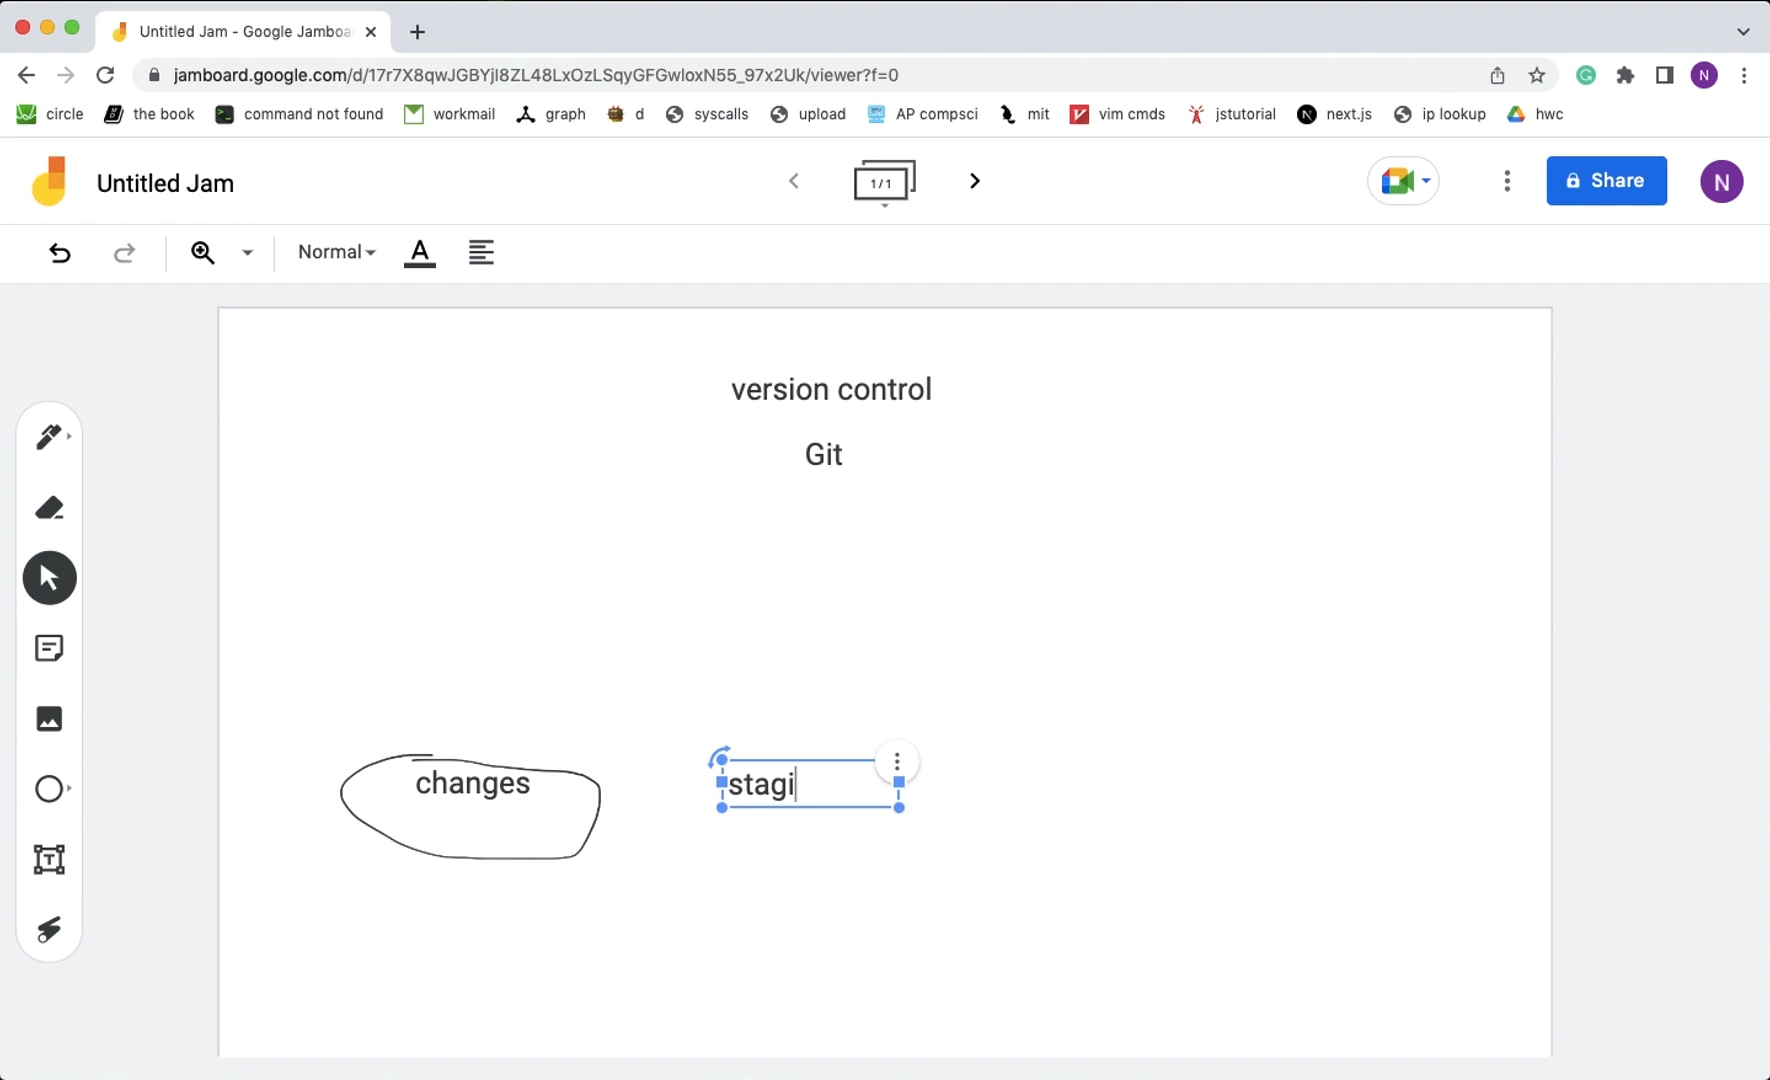 Untitled Jam - Google Jamboa
jamboard.google.com/d/17r7X8qwJGBYjI8ZL48LxOzLSqyGFGwloxN55_97x2Uk/viewer?f=0
N
circle
the book
command not found
workmail
graph
d
syscalls
upload
AP compsci
mit
vim cmds
jstutorial
next.js
ip lookup
hwc
Untitled Jam
1/1
Share
N
Normal
A
version control
Git
changes
stagi